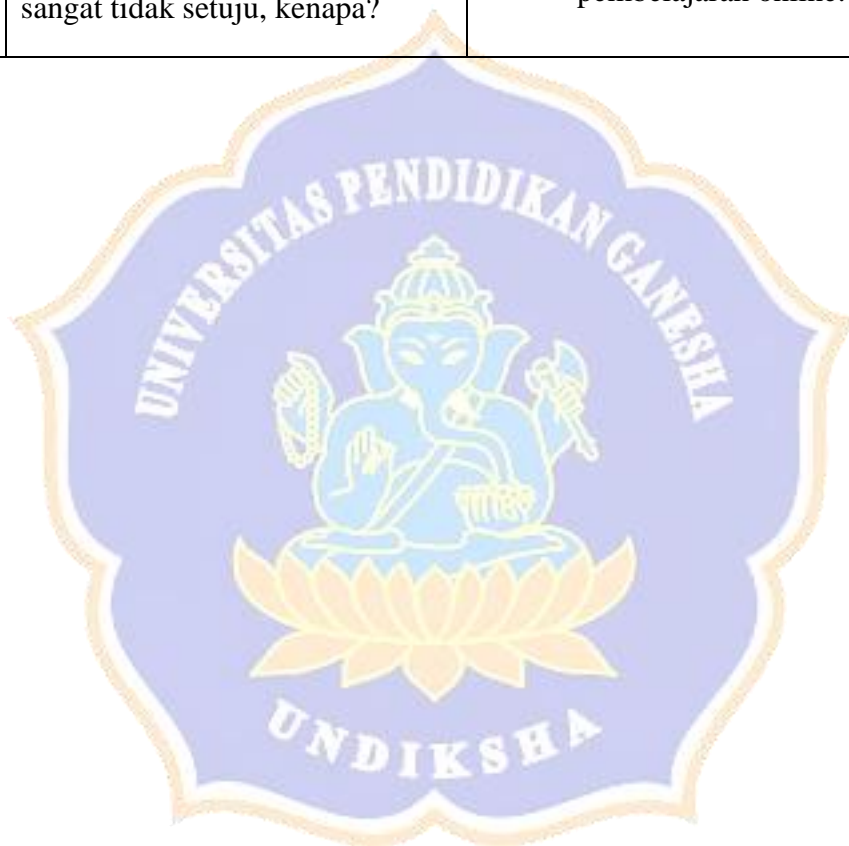 sangat tidak setuju, kenapa?
pembelajaran online.
UNIVERSITAS PENDIDIKAN GANESHA
UNDIKSHA